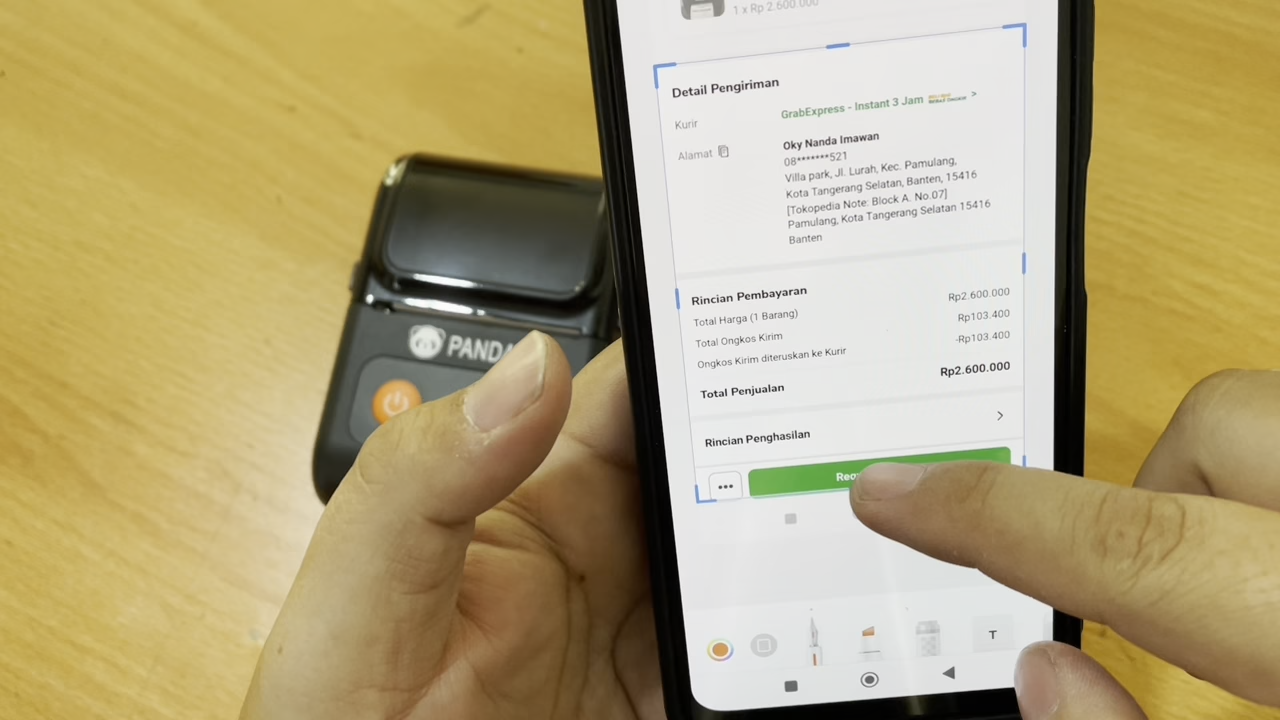 1 x Rp 2.600.000
Detail Pengiriman
Kurir
GrabExpress - Instant 3 Jam
Alamat
Oky Nanda Imawan
08*******521
Villa park, Jl. Lurah, Kec. Pamulang,
Kota Tangerang Selatan, Banten, 15416
[Tokopedia Note: Block A. No.07]
Pamulang, Kota Tangerang Selatan 15416
Banten
Rincian Pembayaran
Total Harga (1 Barang) Rp2.600.000
Total Ongkos Kirim Rp103.400
Ongkos Kirim diteruskan ke Kurir -Rp103.400
Total Penjualan Rp2.600.000
Rincian Penghasilan
T
PANDA